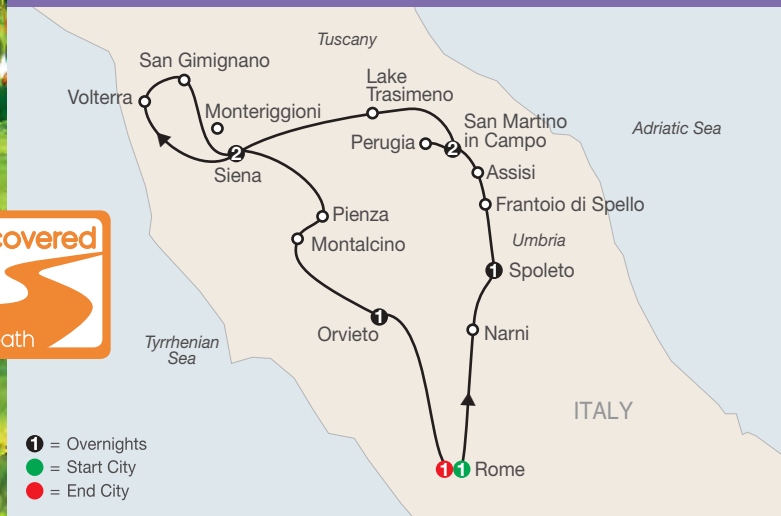 Tuscany
San Gimignano
Lake
Trasimeno
Volterra
Monteriggioni
San Martino
in Campo
Adriatic Sea
Perugia
2
2
Siena
Assisi
Frantoio di Spello
Pienza
Umbria
Montalcino
covered
1 Spoleto
1
Orvieto
Narni
ath
Tyrrhenian
Sea
ITALY
1 = Overnights
= Start City
= End City
1 1 Rome